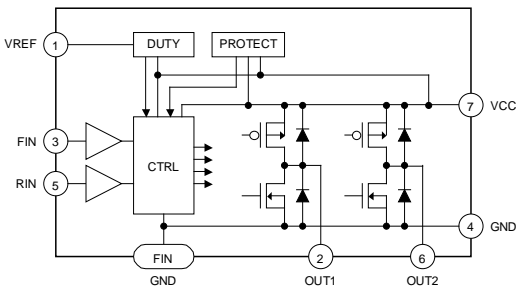 VREF 1 DUTY PROTECT
7 VCC
FIN 3
CTRL
RIN 5
4 GND
FIN 2 6
GND OUT1 OUT2